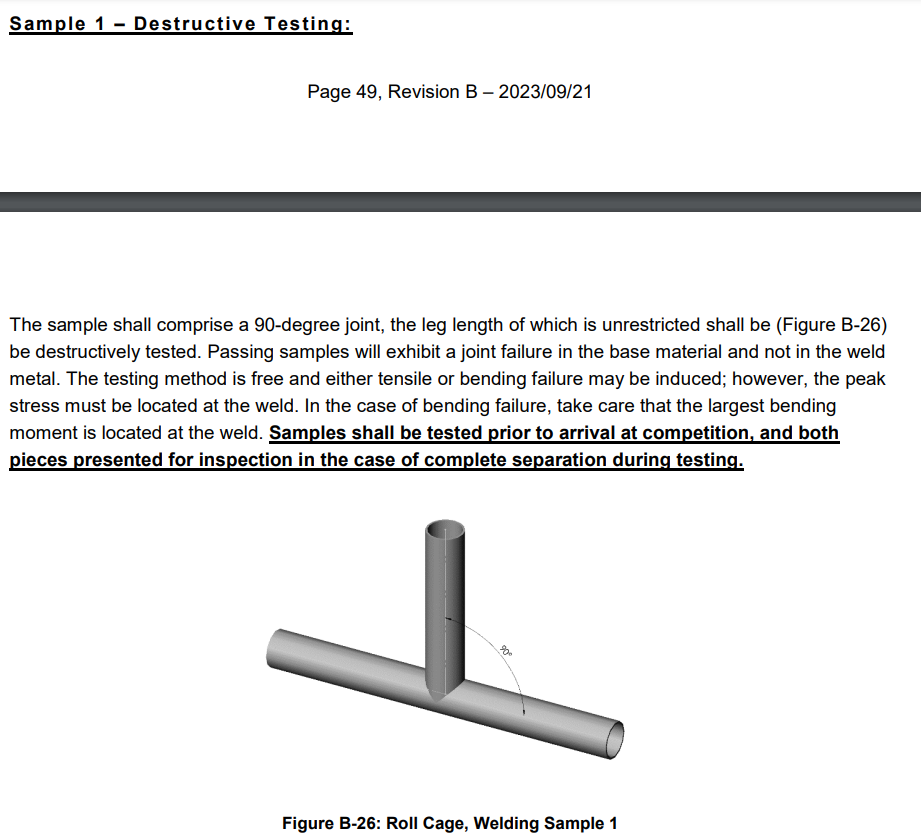 Sample 1 – Destructive Testing:
Page 49, Revision B – 2023/09/21
The sample shall comprise a 90-degree joint, the leg length of which is unrestricted shall be (Figure B-26)
be destructively tested. Passing samples will exhibit a joint failure in the base material and not in the weld
metal. The testing method is free and either tensile or bending failure may be induced; however, the peak
stress must be located at the weld. In the case of bending failure, take care that the largest bending
moment is located at the weld. Samples shall be tested prior to arrival at competition, and both
pieces presented for inspection in the case of complete separation during testing.
90°
Figure B-26: Roll Cage, Welding Sample 1